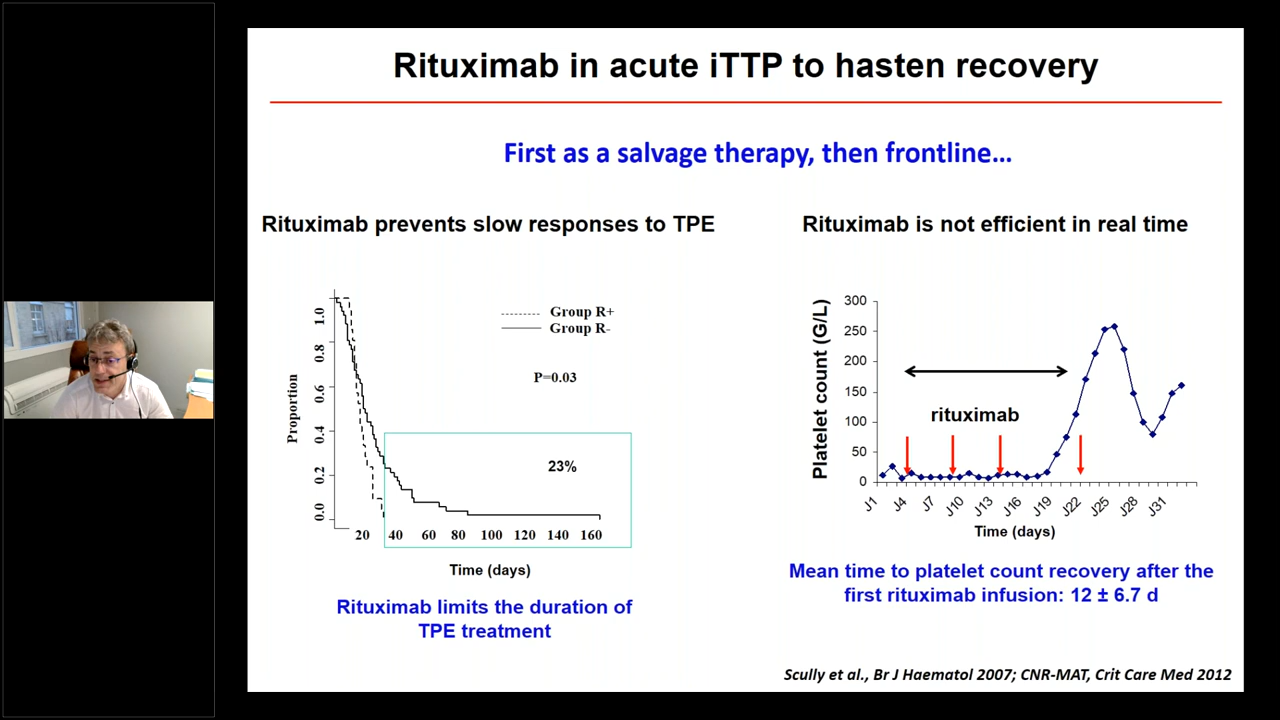 Rituximab in acute iTTP to hasten recovery
First as a salvage therapy, then frontline…
Rituximab prevents slow responses to TPE
Group R+
Group R-
P=0.03
23%
Proportion
1.0
0.8
0.6
0.4
0.2
0.0
20 40 60 80 100 120 140 160
Time (days)
Rituximab limits the duration of
TPE treatment
Rituximab is not efficient in real time
Platelet count (G/L)
300
250
200
150
100
50
0
rituximab
J1 J4 J7 J10 J13 J16 J19 J22 J25 J28 J31
Time (days)
Mean time to platelet count recovery after the
first rituximab infusion: 12 ± 6.7 d
Scully et al., Br J Haematol 2007; CNR-MAT, Crit Care Med 2012